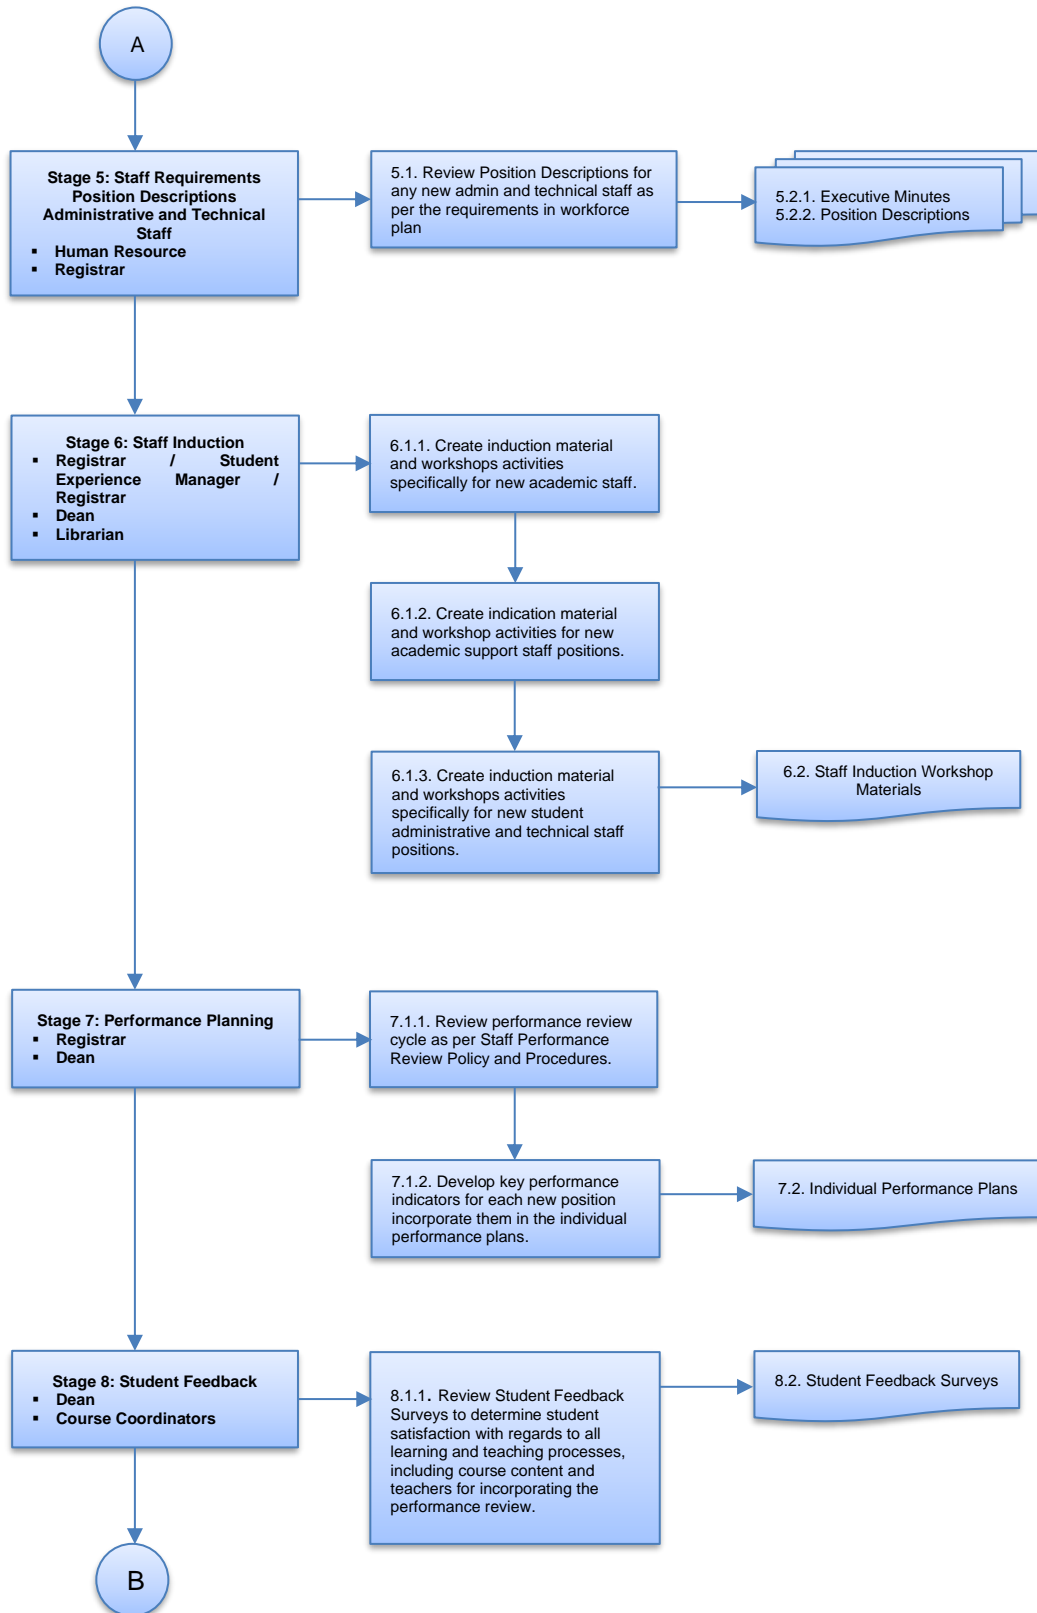 A
Stage 5: Staff Requirements
Position Descriptions
Administrative and Technical
Staff
▪ Human Resource
▪ Registrar
5.1. Review Position Descriptions for
any new admin and technical staff as
per the requirements in workforce
plan
5.2.1. Executive Minutes
5.2.2. Position Descriptions
Stage 6: Staff Induction
▪ Registrar / Student
Experience Manager /
Registrar
▪ Dean
▪ Librarian
6.1.1. Create induction material
and workshops activities
specifically for new academic staff.
6.1.2. Create indication material
and workshop activities for new
academic support staff positions.
6.1.3. Create induction material
and workshops activities
specifically for new student
administrative and technical staff
positions.
6.2. Staff Induction Workshop
Materials
Stage 7: Performance Planning
▪ Registrar
▪ Dean
7.1.1. Review performance review
cycle as per Staff Performance
Review Policy and Procedures.
7.1.2. Develop key performance
indicators for each new position
incorporate them in the individual
performance plans.
7.2. Individual Performance Plans
Stage 8: Student Feedback
▪ Dean
▪ Course Coordinators
8.1.1. Review Student Feedback
Surveys to determine student
satisfaction with regards to all
learning and teaching processes,
including course content and
teachers for incorporating the
performance review.
8.2. Student Feedback Surveys
B